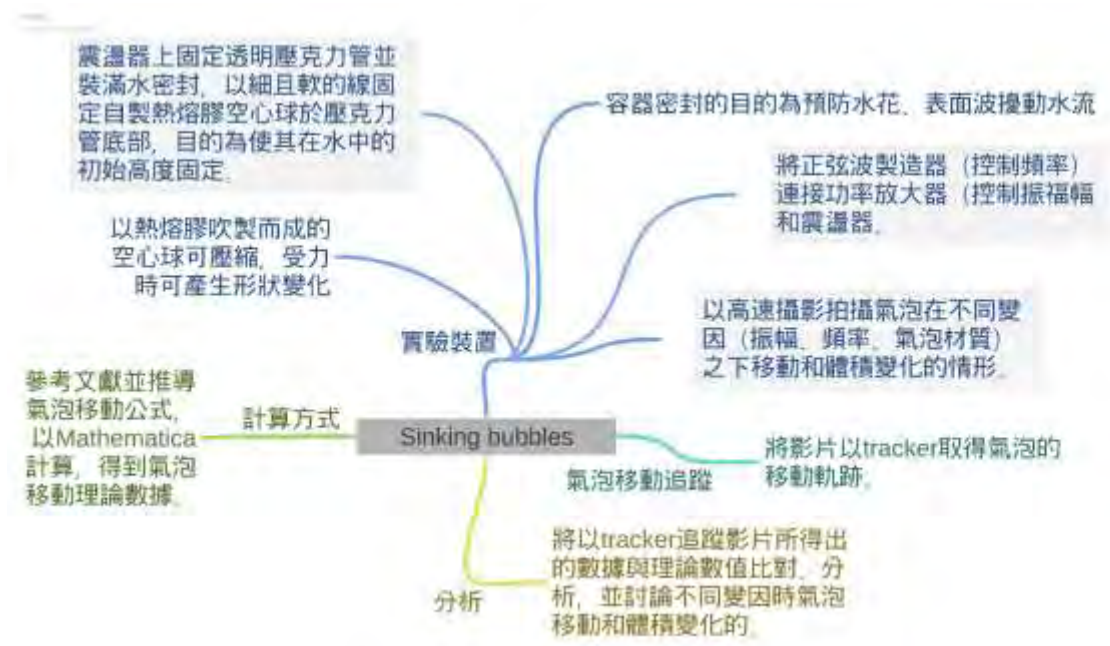 震盪器上固定透明壓克力管並
裝滿水密封，以細且軟的線固
定自製熱熔膠空心球於壓克力
管底部，目的為使其在水中的
初始高度固定。
容器密封的目的為預防水花、表面波擾動水流
將正弦波製造器（控制頻率）
連接功率放大器（控制振福幅
和震盪器。
以熱熔膠吹製而成的
空心球可壓縮，受力
時可產生形狀變化
以高速攝影拍攝氣泡在不同變
因（振幅、頻率、氣泡材質）
之下移動和體積變化的情形。
實驗裝置
參考文獻並推導
氣泡移動公式，
以Mathematica
計算，得到氣泡
移動理論數據。
計算方式
Sinking bubbles
氣泡移動追蹤
將影片以tracker取得氣泡的
移動軌跡。
將以tracker追蹤影片所得出
的數據與理論數值比對、分
析，並討論不同變因時氣泡
移動和體積變化的。
分析